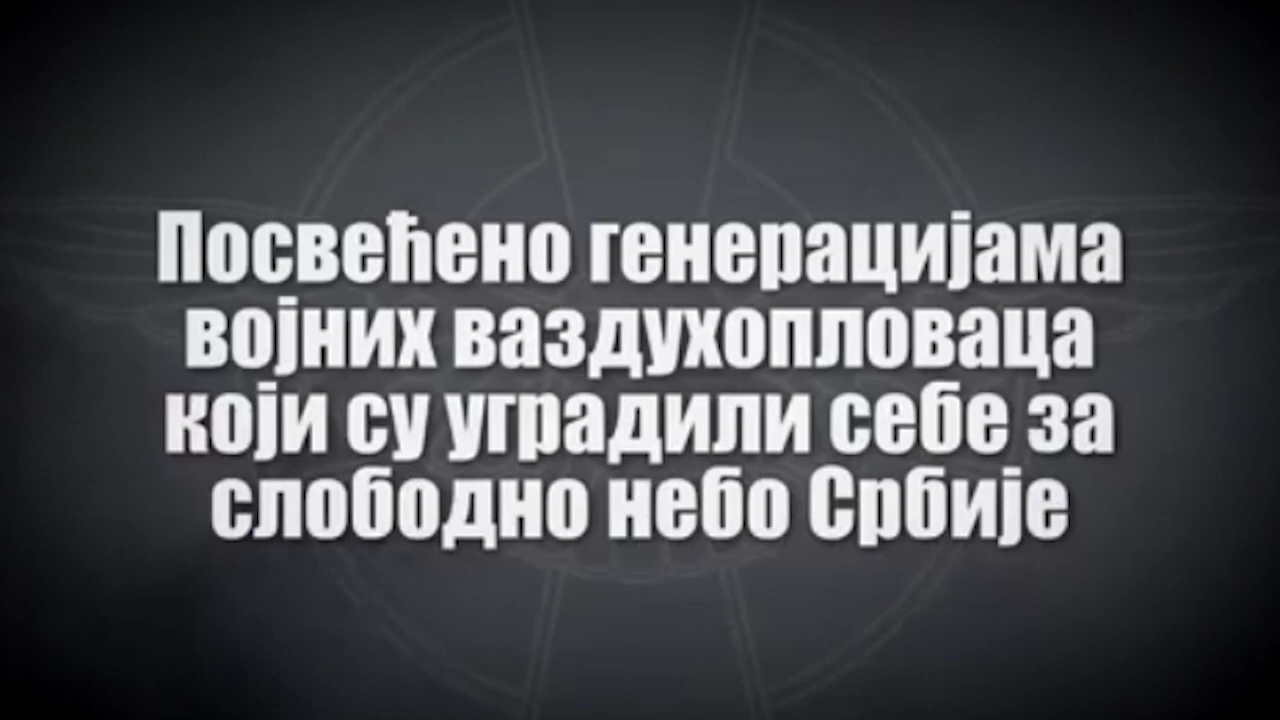 Посвећено генерацијама
војних ваздухопловаца
који су уградили себе за
слободно небо Србије